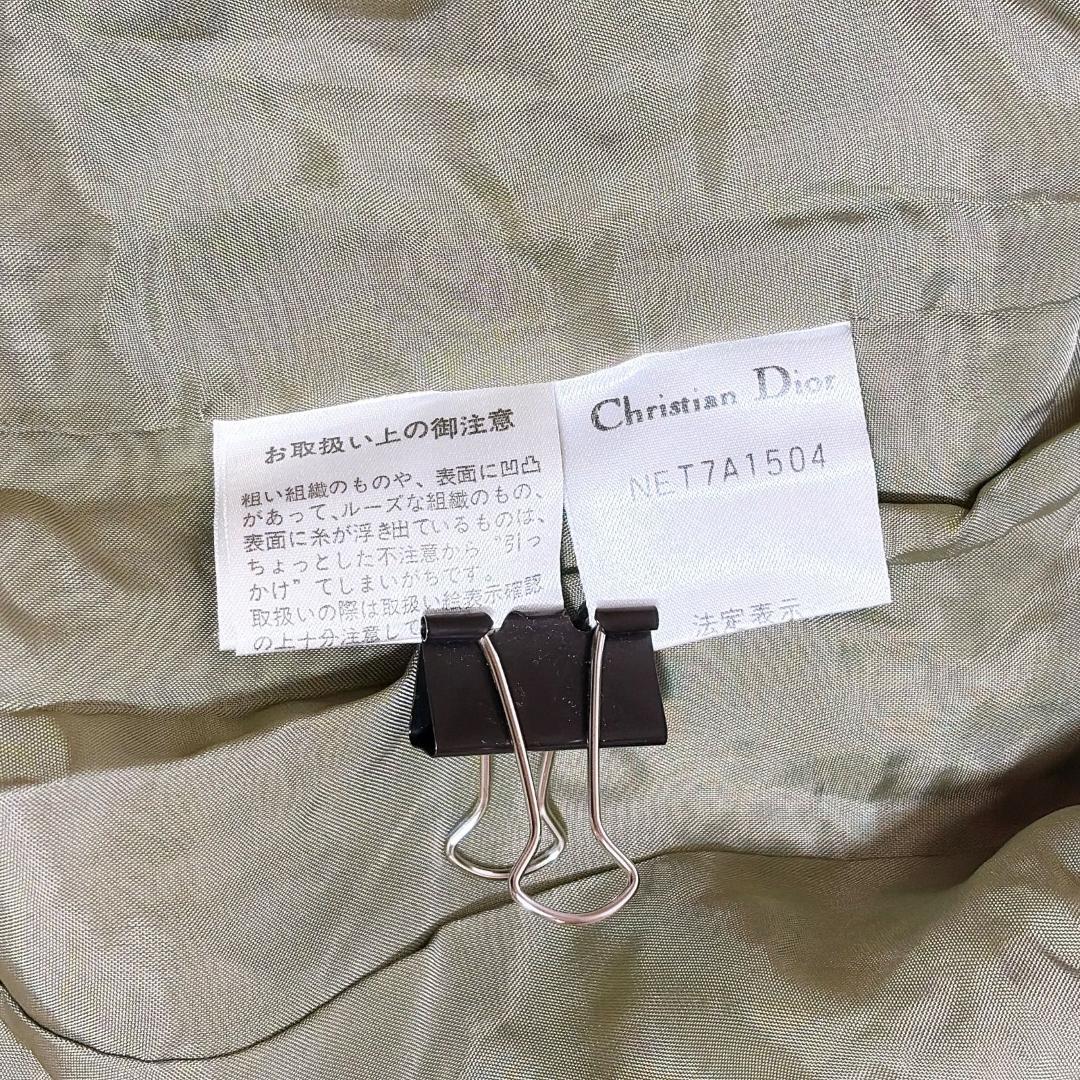 お取扱い上の御注意
粗い組織のものや、表面に凹凸
があって、ルーズな組織のもの、
表面に糸が浮き出ているものは、
ちょっとした不注意から“引っ
かけ”てしまいがちです。
取扱いの際は取扱い絵表示確認
の上十分注意して
Christian Dior
NET7A1504
法定表示